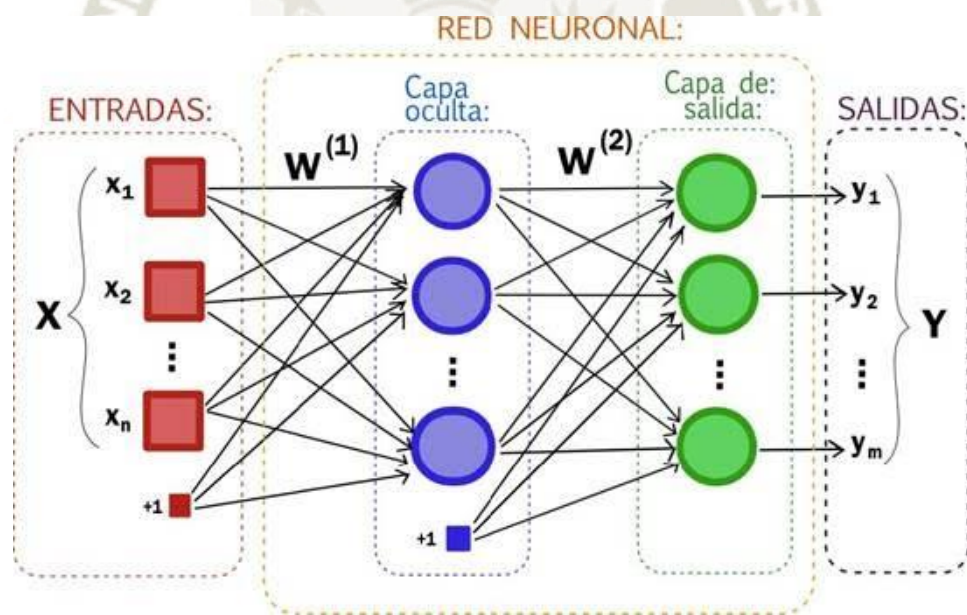 RED NEURONAL:
ENTRADAS:
Capa
oculta:
Capa de:
salida:
SALIDAS:
W(1)
W(2)
x1
x2
⋮
xn
+1
X
⋮
+1
⋮
y1
y2
⋮
ym
Y